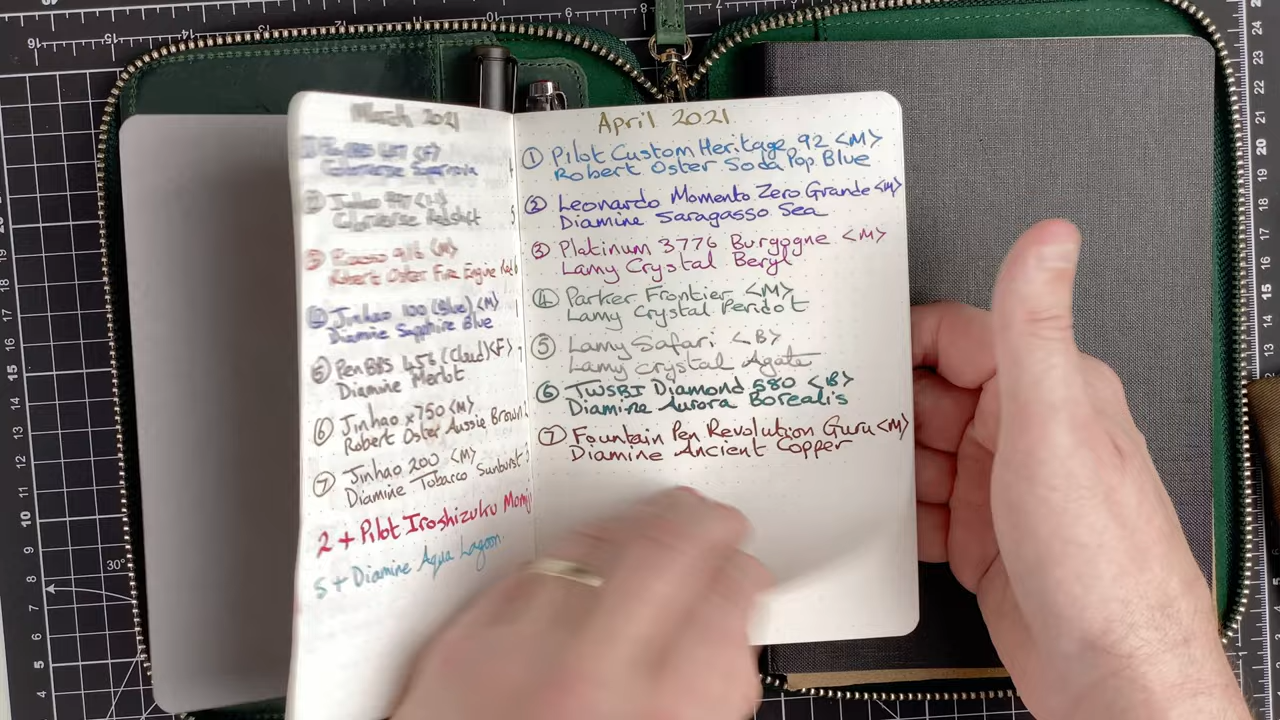 March 2021
Jinhao
Robert Oster Fire Engine Red
④ Jinhao 100 (Blue) <M>
Diamine Sapphire Blue
⑤ PenBBS 456 (Cloud) <F>
Diamine Merlot
⑥ Jinhao x750 <M>
Robert Oster Aussie Brown
⑦ Jinhao 200 <M>
Diamine Tobacco Sunburst
2 + Pilot Iroshizuku Momij
5 + Diamine Aqua Lagoon
April 2021
① Pilot Custom Heritage 92 <M>
Robert Oster Soda Pop Blue
② Leonardo Momento Zero Grande <M>
Diamine Saragasso Sea
③ Platinum 3776 Burgogne <M>
Lamy Crystal Beryl
④ Parker Frontier <M>
Lamy Crystal Peridot
⑤ Lamy Safari <B>
Lamy crystal Agate
⑥ TWSBI Diamond 580 <B>
Diamine Aurora Borealis
⑦ Fountain Pen Revolution Guru <M>
Diamine Ancient Copper
30°